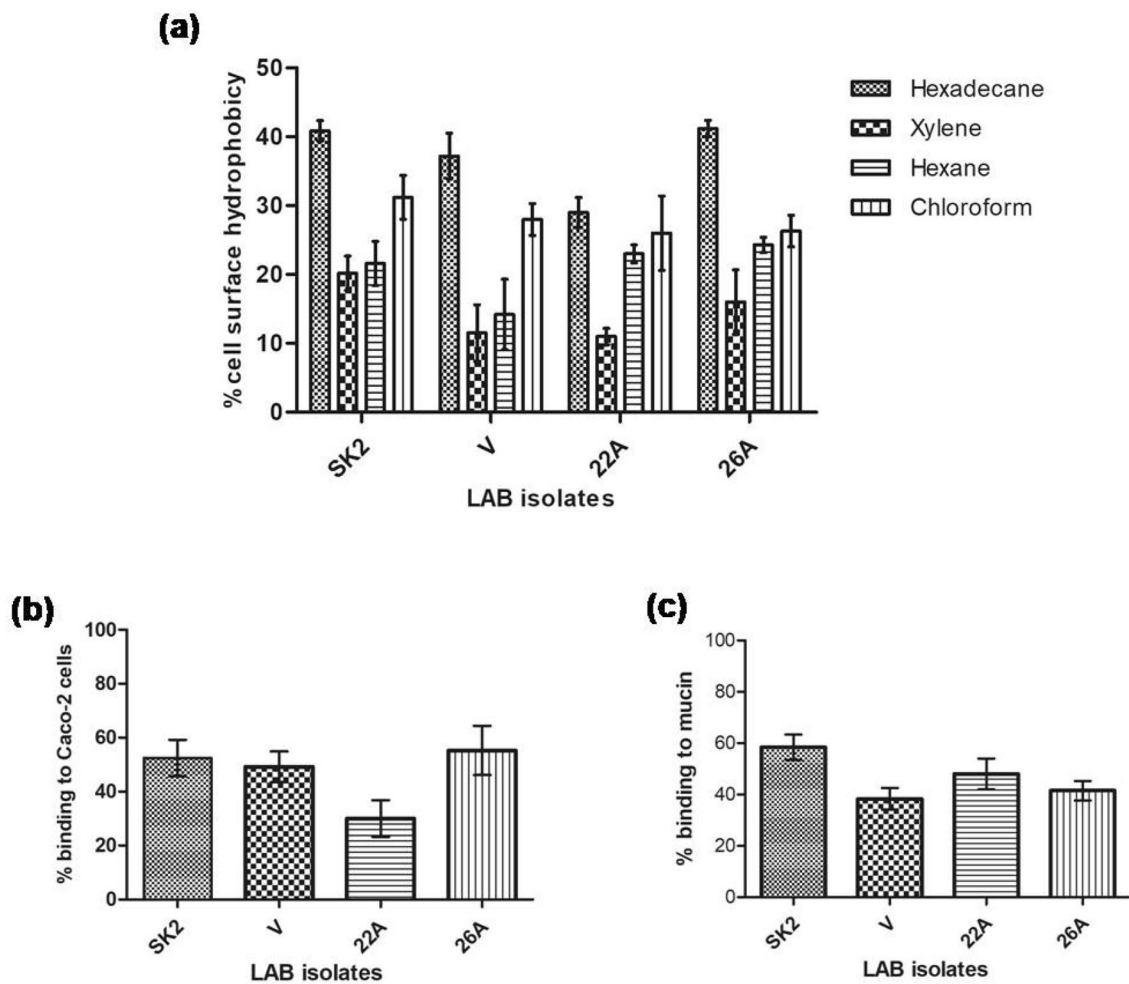 (a)
% cell surface hydrophobicy
50
40
30
20
10
0
SK2
V
22A
26A
LAB isolates
Hexadecane
Xylene
Hexane
Chloroform
(b)
% binding to Caco-2 cells
100
80
60
40
20
0
SK2
V
22A
26A
LAB isolates
(c)
% binding to mucin
100
80
60
40
20
0
SK2
V
22A
26A
LAB isolates